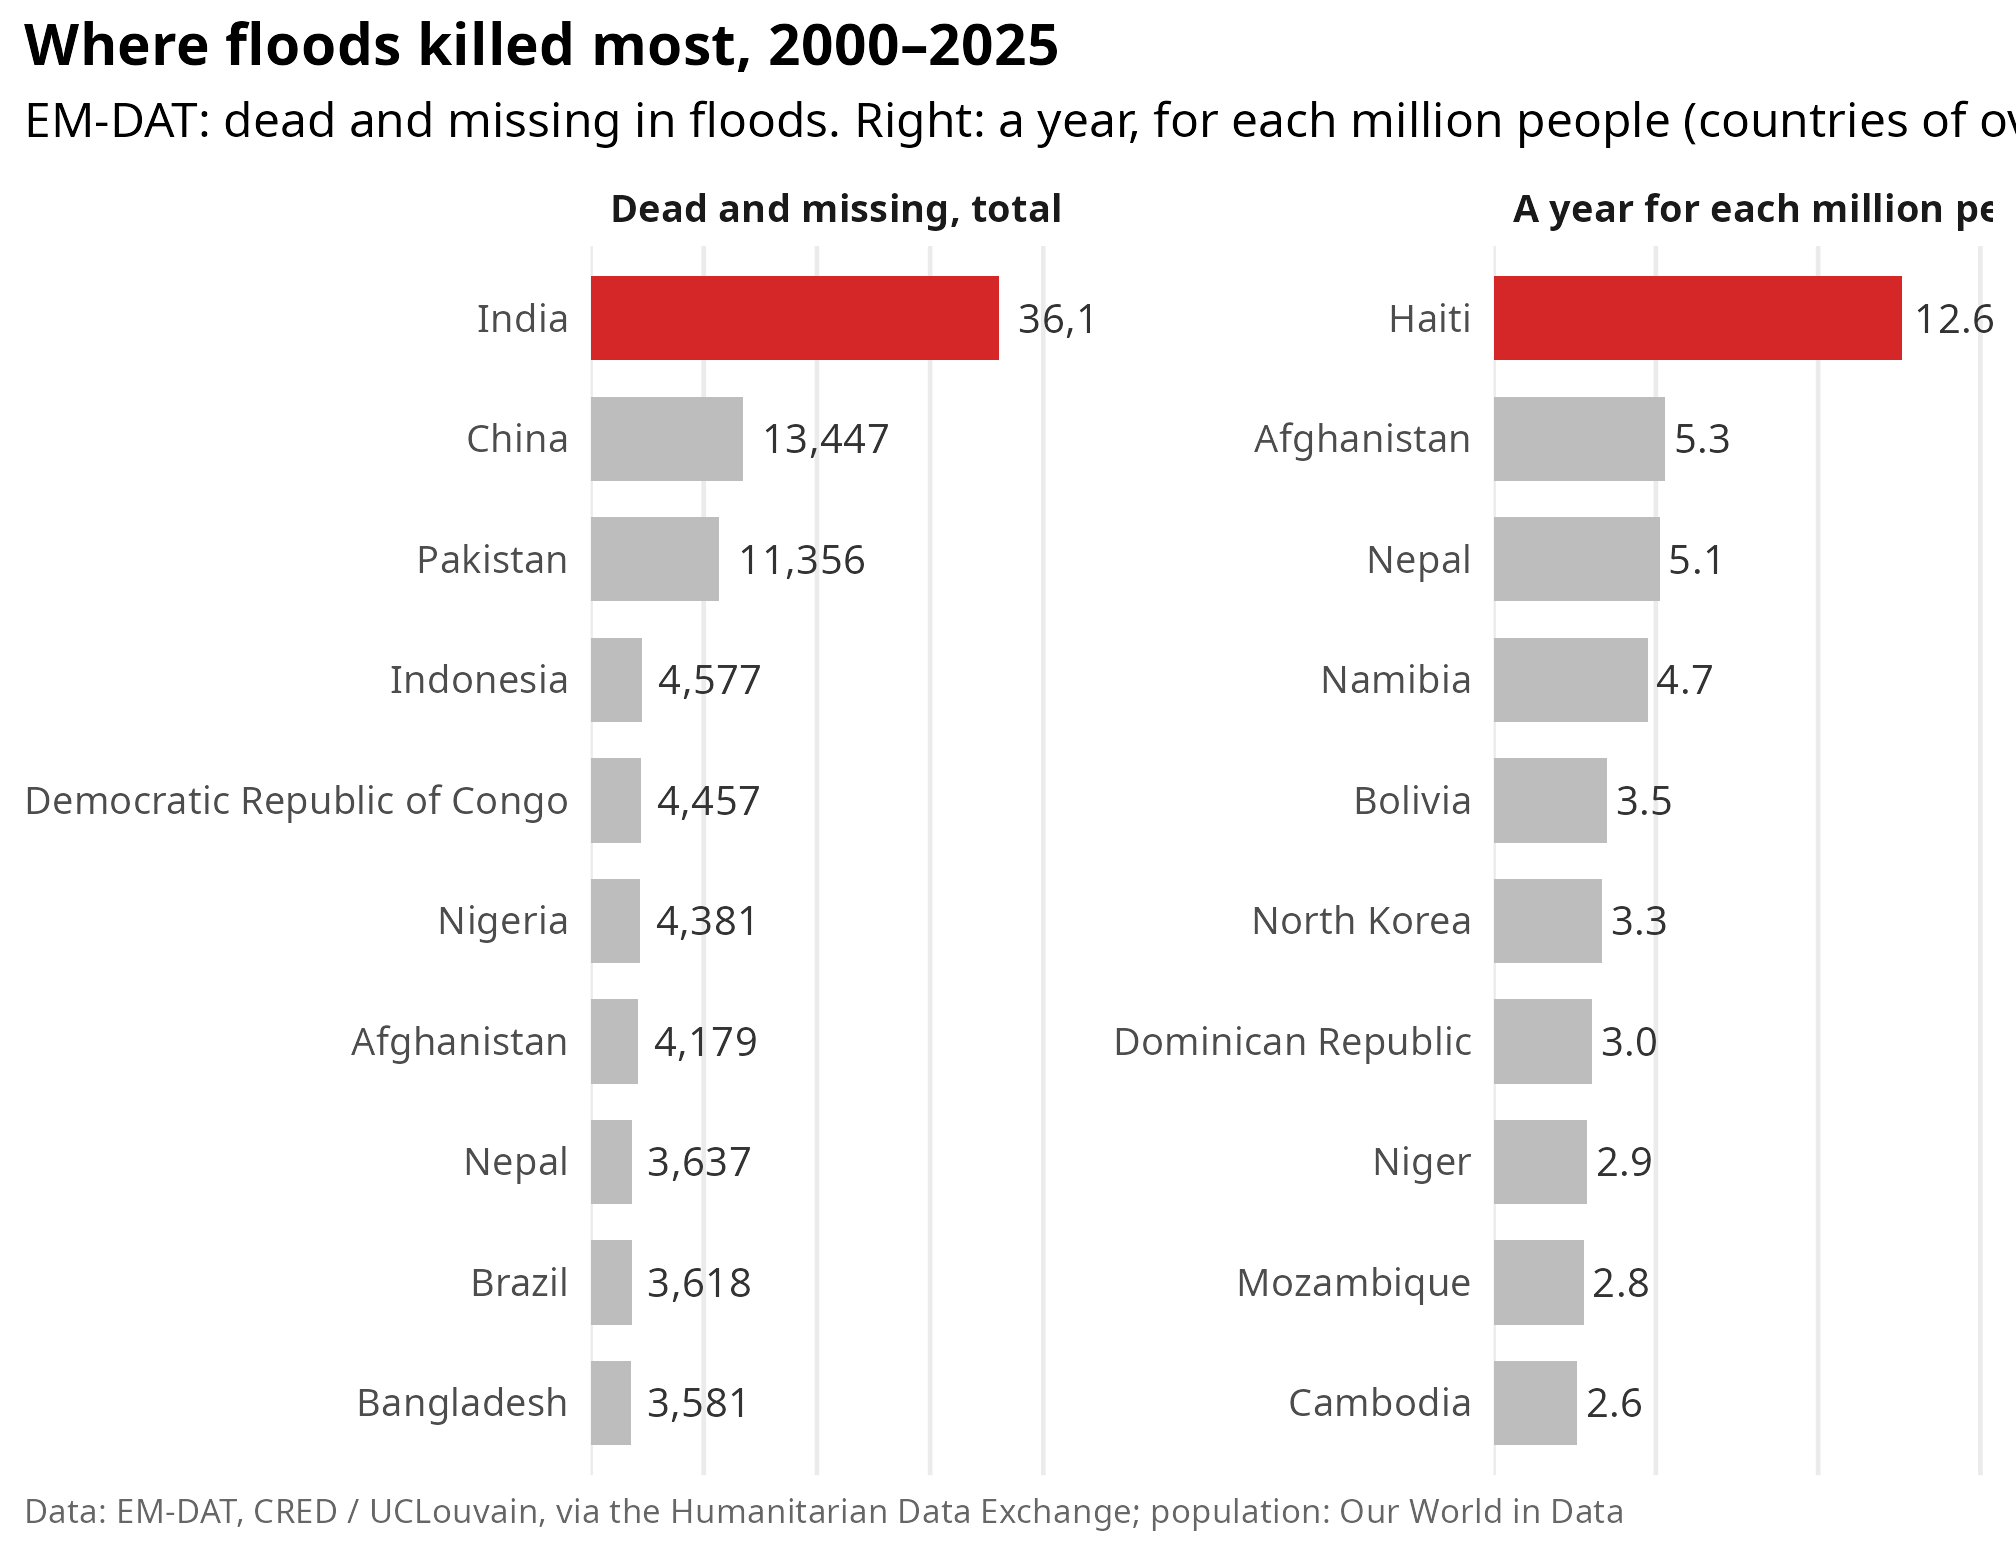 Where floods killed most, 2000–2025
EM-DAT: dead and missing in floods. Right: a year, for each million people (countries of ov
Dead and missing, total
India 36,1
China 13,447
Pakistan 11,356
Indonesia 4,577
Democratic Republic of Congo 4,457
Nigeria 4,381
Afghanistan 4,179
Nepal 3,637
Brazil 3,618
Bangladesh 3,581
A year for each million pe
Haiti 12.6
Afghanistan 5.3
Nepal 5.1
Namibia 4.7
Bolivia 3.5
North Korea 3.3
Dominican Republic 3.0
Niger 2.9
Mozambique 2.8
Cambodia 2.6
Data: EM-DAT, CRED / UCLouvain, via the Humanitarian Data Exchange; population: Our World in Data